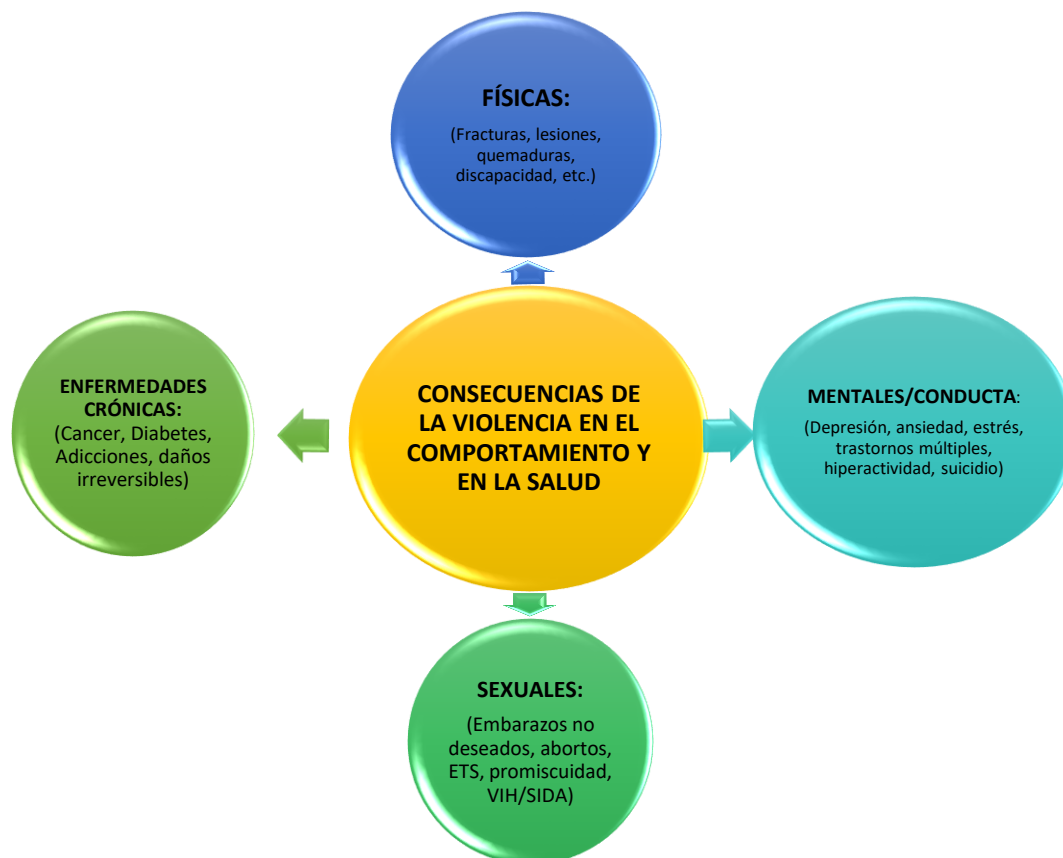 FÍSICAS:
(Fracturas, lesiones,
quemaduras,
discapacidad, etc.)
ENFERMEDADES
CRÓNICAS:
(Cancer, Diabetes,
Adicciones, daños
irreversibles)
CONSECUENCIAS DE
LA VIOLENCIA EN EL
COMPORTAMIENTO Y
EN LA SALUD
MENTALES/CONDUCTA:
(Depresión, ansiedad, estrés,
trastornos múltiples,
hiperactividad, suicidio)
SEXUALES:
(Embarazos no
deseados, abortos,
ETS, promiscuidad,
VIH/SIDA)